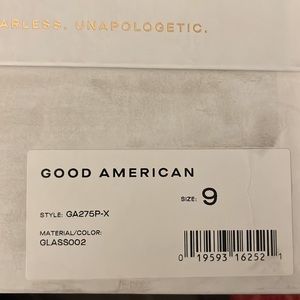 ARLESS. UNAPOLOGETIC.
GOOD AMERICAN
STYLE: GA275P-X
SIZE: 9
MATERIAL/COLOR:
GLASS002
0 19593 16252 1